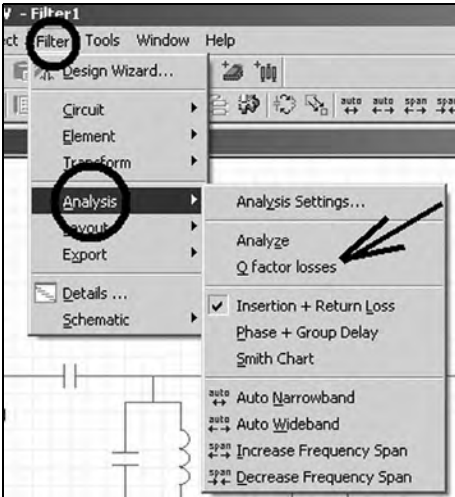 V - Filter1
ct Filter Tools Window Help
Design Wizard...
auto auto span spa
Circuit
Element
Transform
Analysis
Layout
Export
Details ...
Schematic
Analysis Settings...
Analyze
Q factor losses
Insertion + Return Loss
Phase + Group Delay
Smith Chart
auto Auto Narrowband
auto Auto Wideband
span Increase Frequency Span
span Decrease Frequency Span